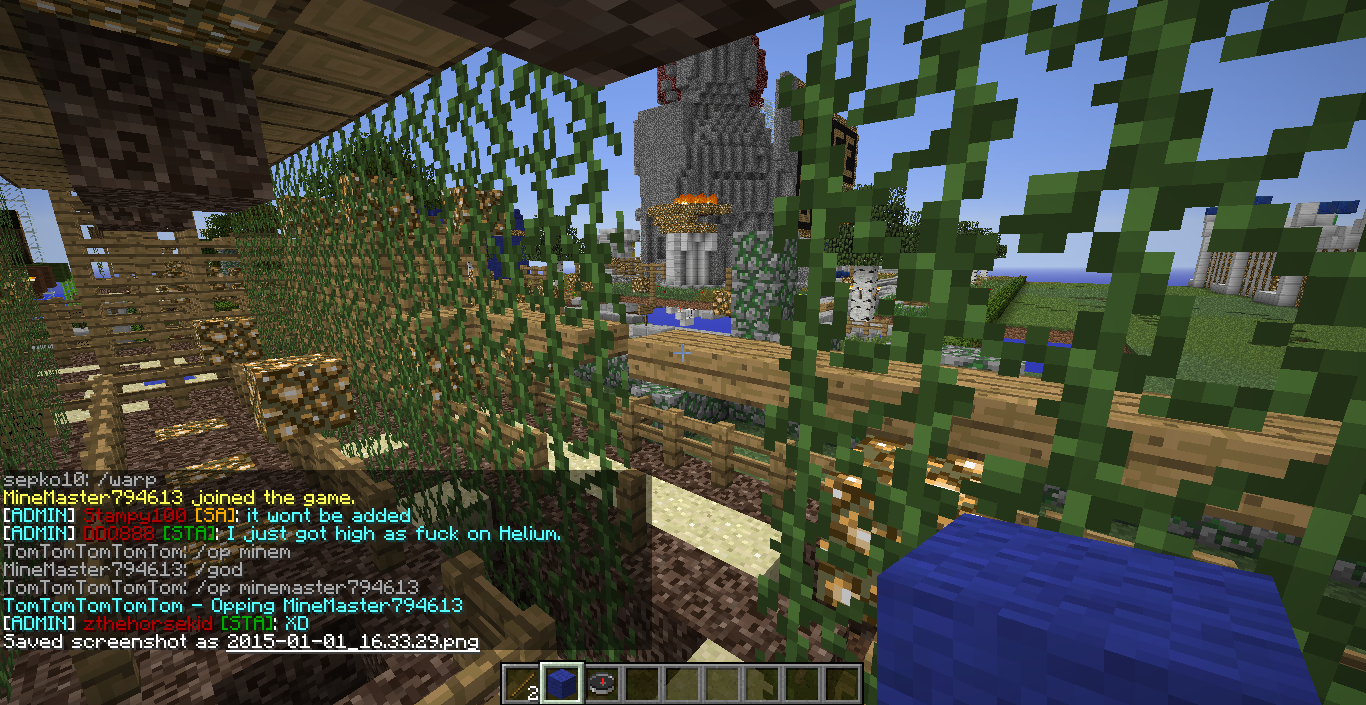 sepko10: /warp
MineMaster794613 joined the game.
[ADMIN] Stampy100 [SA]: it wont be added
[ADMIN] DDQ888 [STA]: I just got high as fuck on Helium.
TomTomTomTomTom: /op minem
MineMaster794613: /god
TomTomTomTomTom: /op minemaster794613
TomTomTomTomTom - Opping MineMaster794613
[ADMIN] zthehorsekid [STA]: XD
Saved screenshot as 2015-01-01_16.33.29.png
2